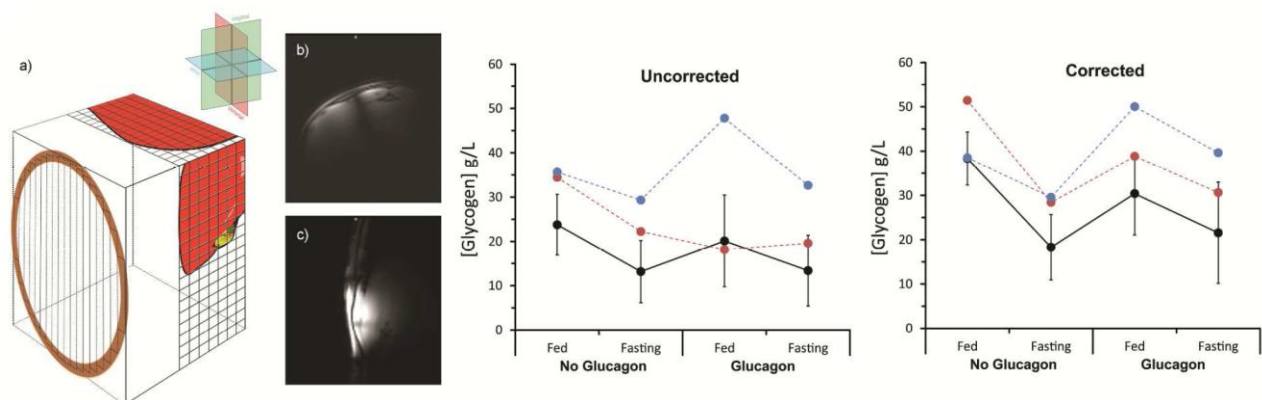 a)
b)
c)
Uncorrected
[Glycogen] g/L
60
50
40
30
20
10
0
Fed
Fasting
Fed
Fasting
No Glucagon
Glucagon
Corrected
[Glycogen] g/L
60
50
40
30
20
10
0
Fed
Fasting
Fed
Fasting
No Glucagon
Glucagon